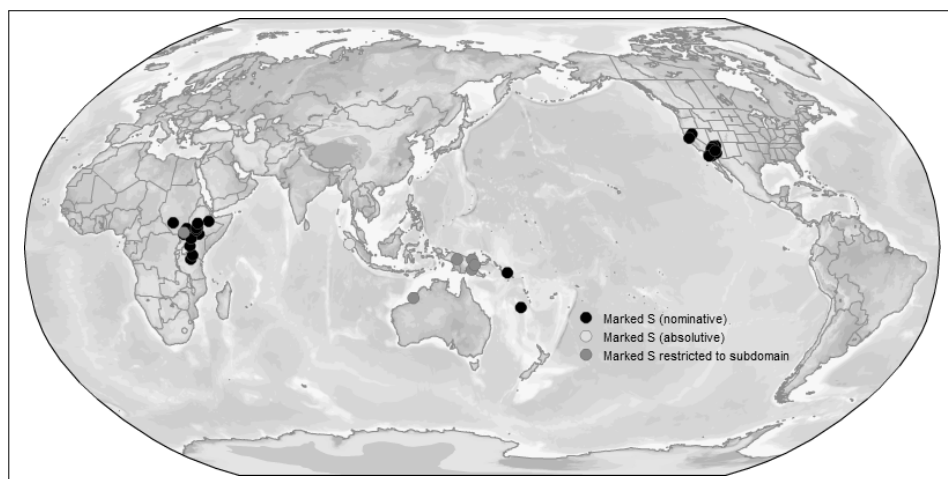 Marked S (nominative)
Marked S (absolutive)
Marked S restricted to subdomain